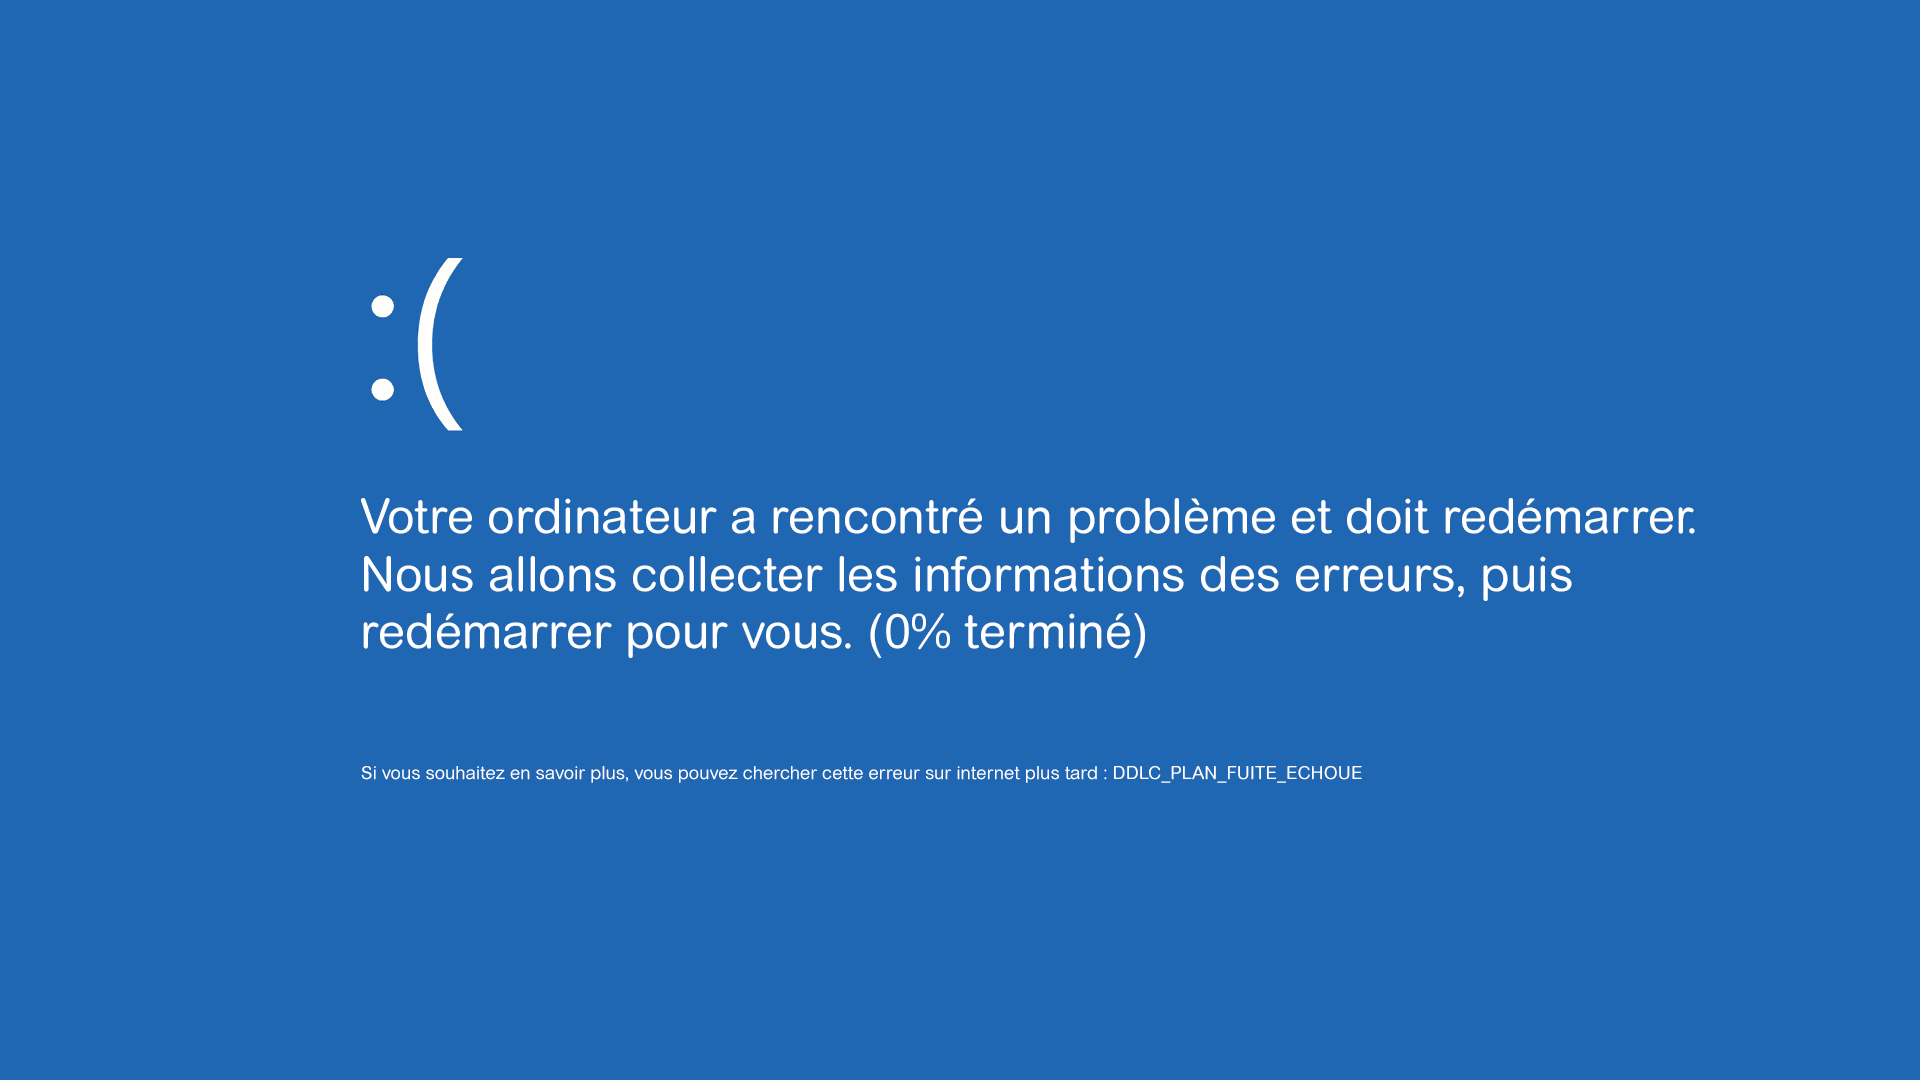 :(
Votre ordinateur a rencontré un problème et doit redémarrer.
Nous allons collecter les informations des erreurs, puis
redémarrer pour vous. (0% terminé)
Si vous souhaitez en savoir plus, vous pouvez chercher cette erreur sur internet plus tard : DDLC_PLAN_FUITE_ECHOUE